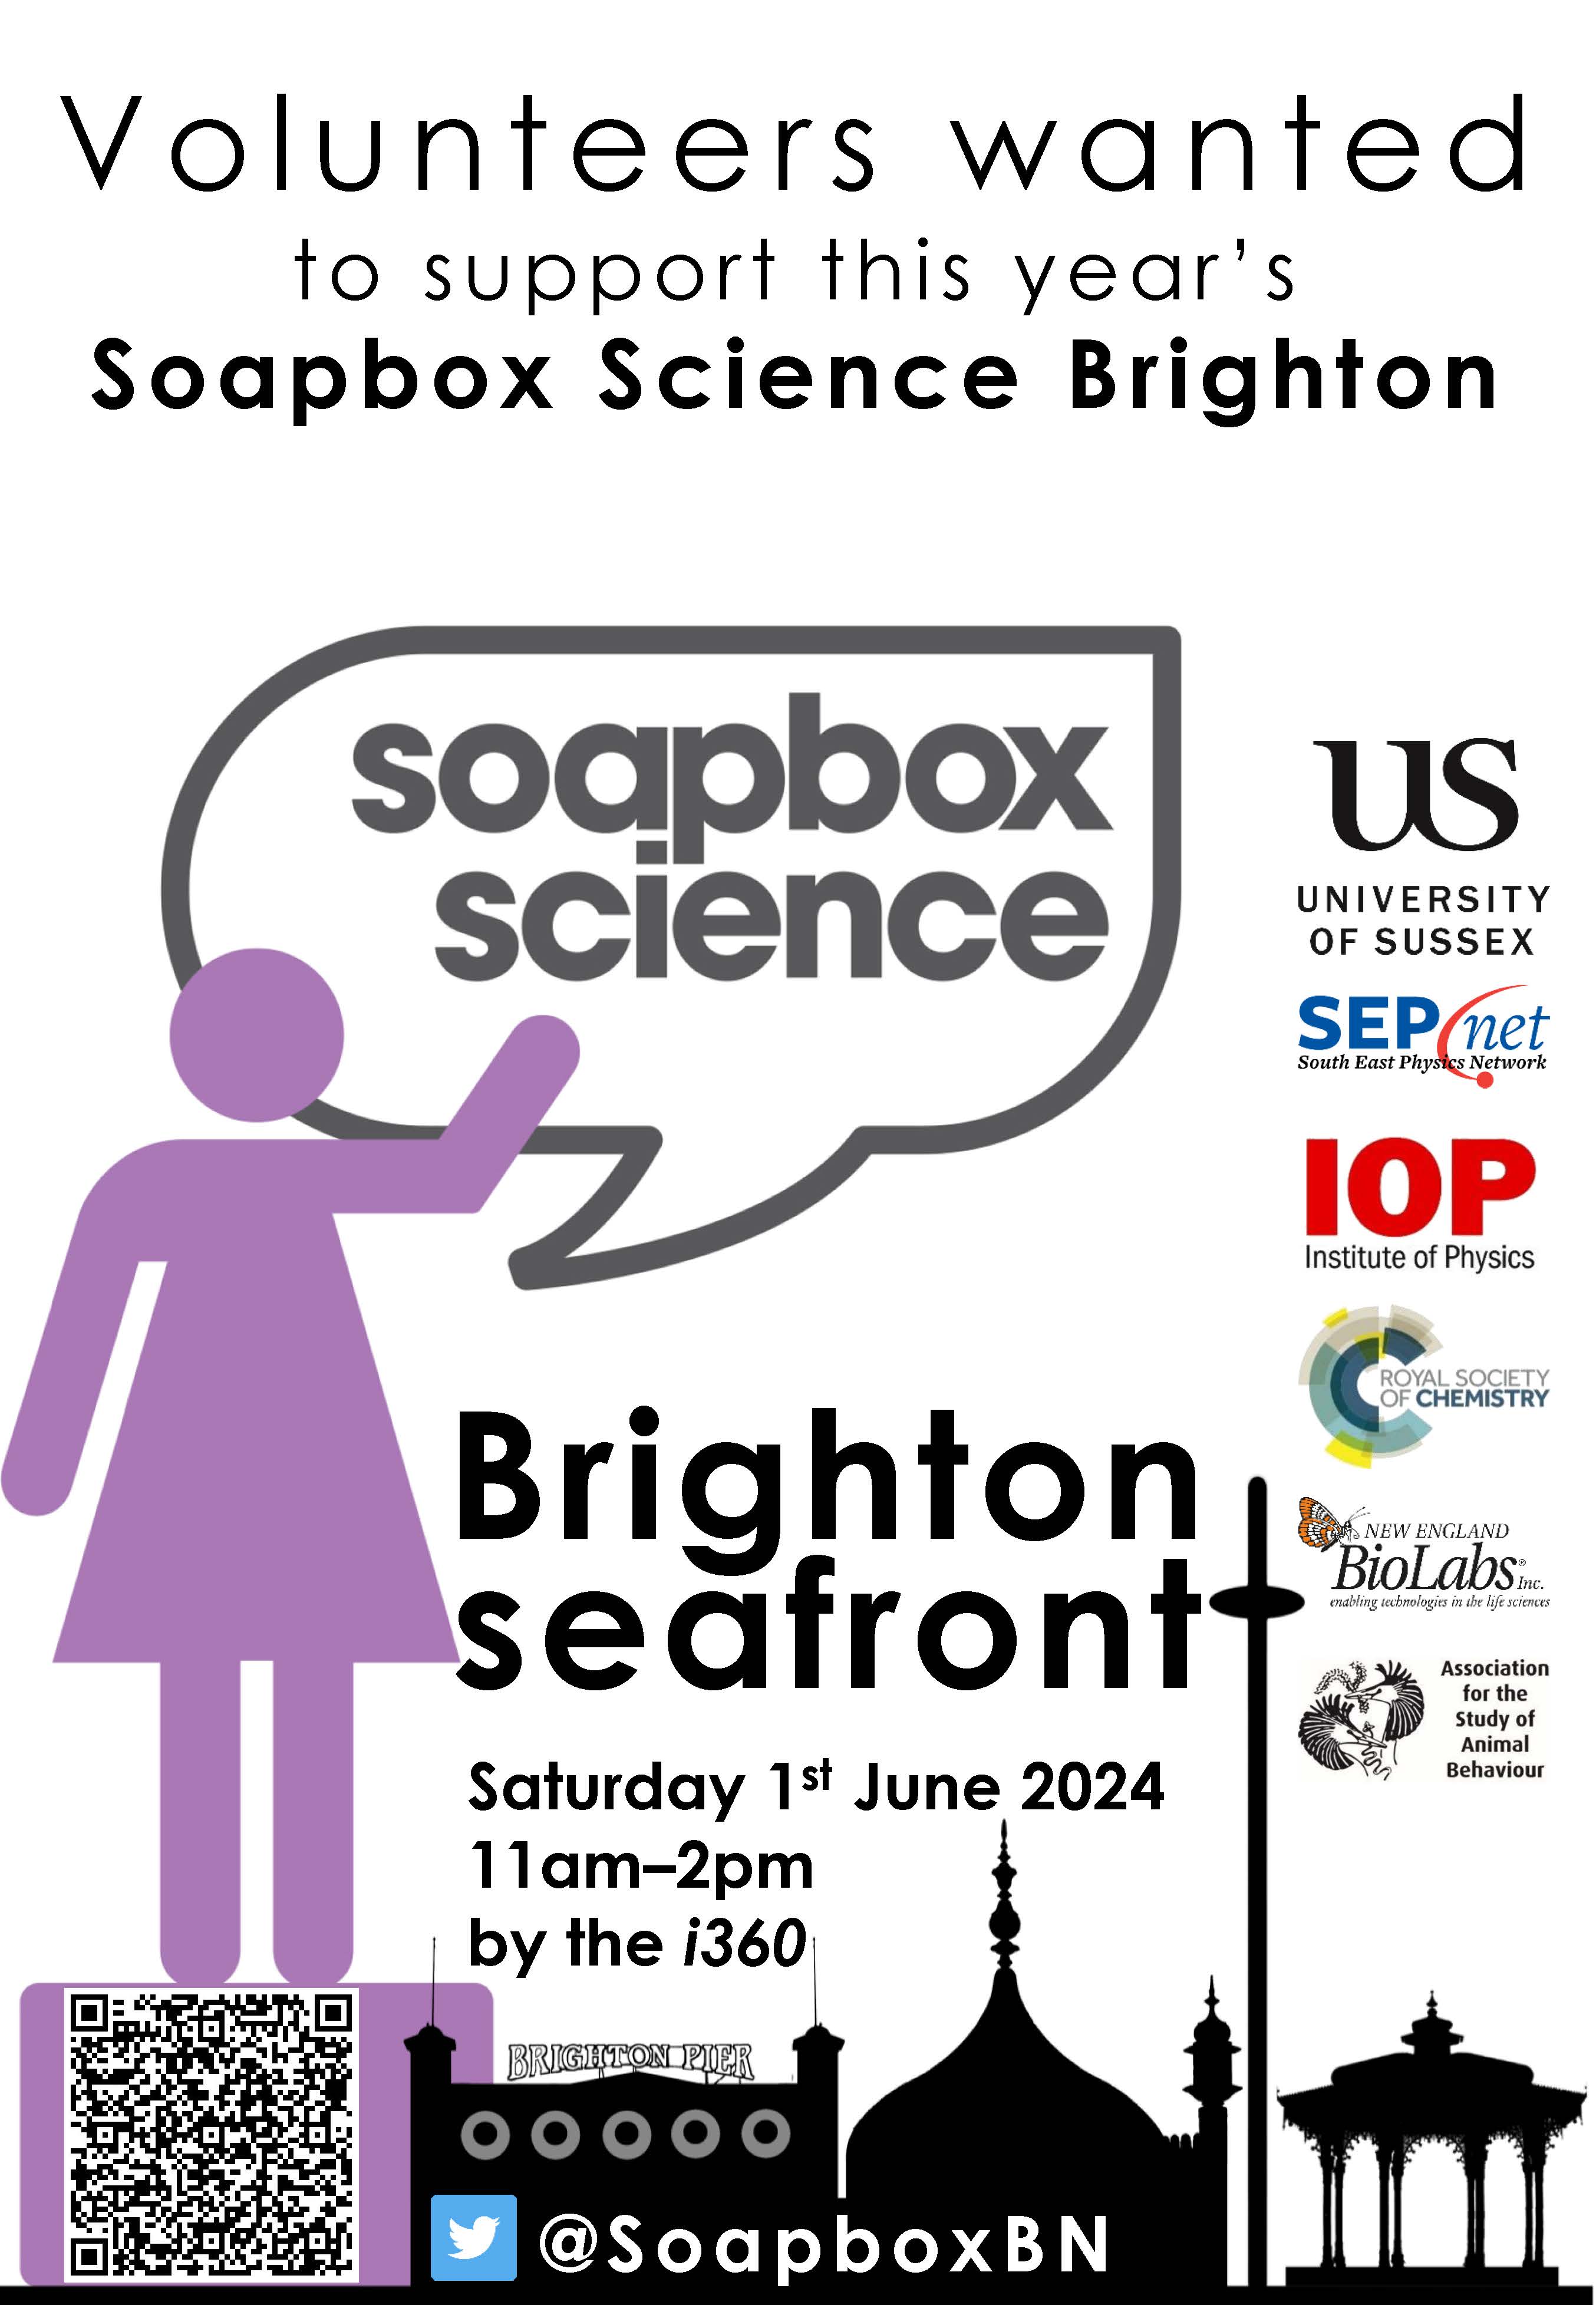 Volunteers wanted
to support this year’s
Soapbox Science Brighton
soapbox
science
US
UNIVERSITY
OF SUSSEX
SEPnet
South East Physics Network
IOP
Institute of Physics
ROYAL SOCIETY
OF CHEMISTRY
NEW ENGLAND
BioLabs® Inc.
enabling technologies in the life sciences
Association
for the
Study of
Animal
Behaviour
Brighton
seafront
Saturday 1st June 2024
11am–2pm
by the i360
BRIGHTON PIER
@SoapboxBN